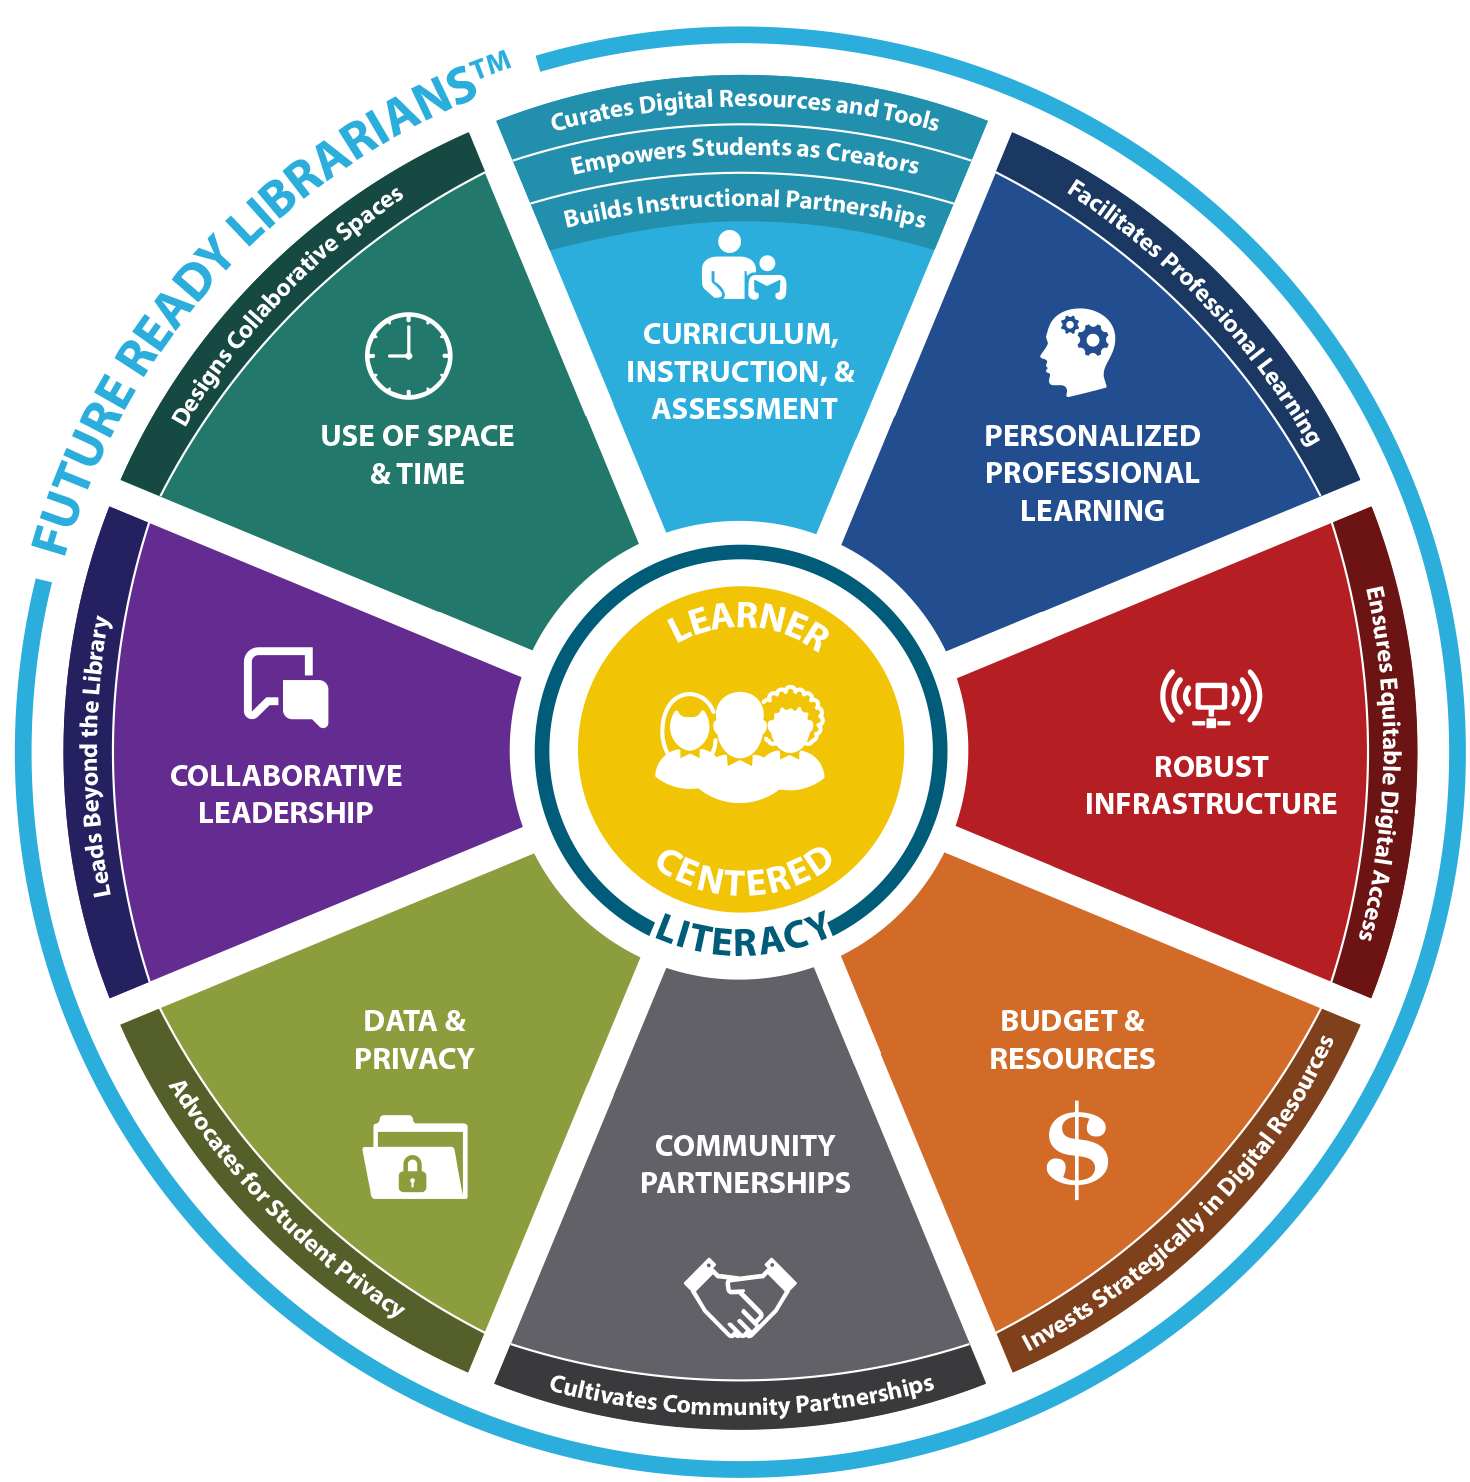 FUTURE READY LIBRARIANS™
Curates Digital Resources and Tools
Empowers Students as Creators
Builds Instructional Partnerships
CURRICULUM,
INSTRUCTION, &
ASSESSMENT
Facilitates Professional Learning
PERSONALIZED
PROFESSIONAL
LEARNING
Ensures Equitable Digital Access
ROBUST
INFRASTRUCTURE
Invests Strategically in Digital Resources
BUDGET &
RESOURCES
$
Cultivates Community Partnerships
COMMUNITY
PARTNERSHIPS
Advocates for Student Privacy
DATA &
PRIVACY
Leads Beyond the Library
COLLABORATIVE
LEADERSHIP
Designs Collaborative Spaces
USE OF SPACE
& TIME
LEARNER
CENTERED
LITERACY